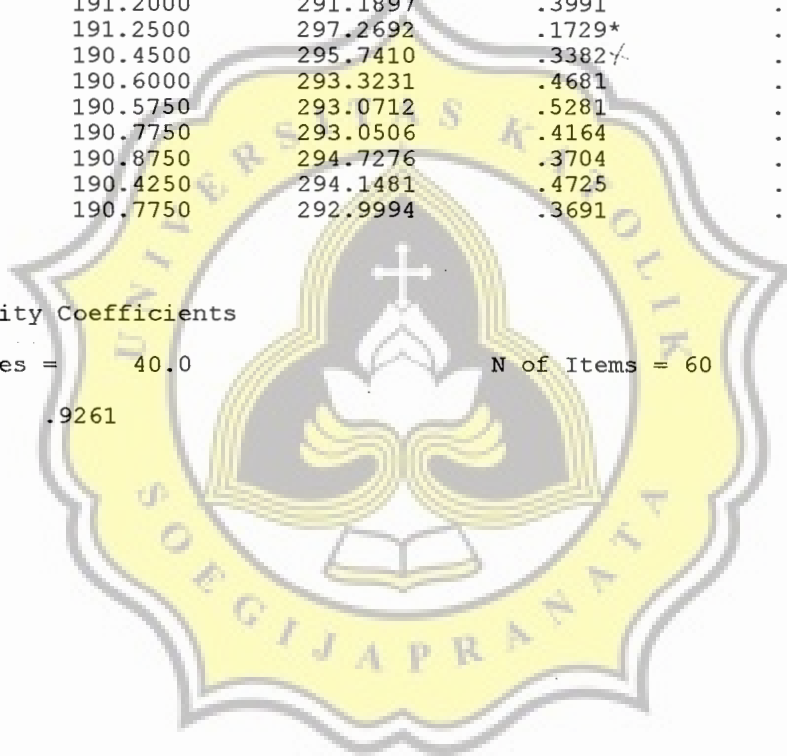 191.2000 291.1897 .3991 .
191.2500 297.2692 .1729* .
190.4500 295.7410 .3382 .
190.6000 293.3231 .4681 .
190.5750 293.0712 .5281 .
190.7750 293.0506 .4164 .
190.8750 294.7276 .3704 .
190.4250 294.1481 .4725 .
190.7750 292.9994 .3691 .
ity Coefficients
es = 40.0 N of Items = 60
.9261
UNIVERSITAS KATOLIK
SOEGIJAPRANATA